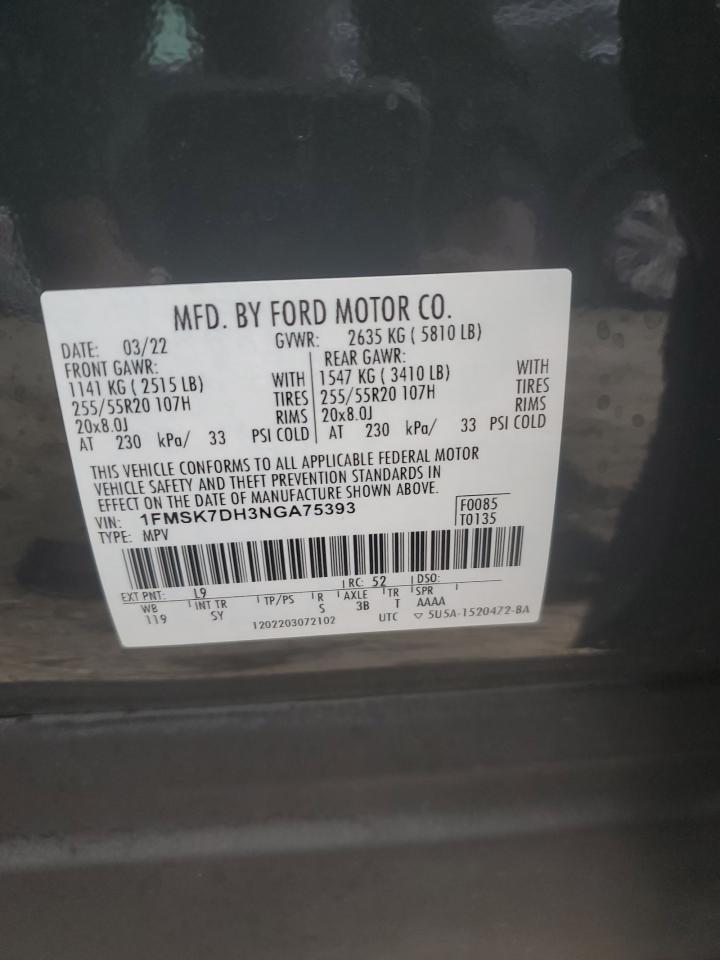 MFD. BY FORD MOTOR CO.
DATE: 03/22 GVWR: 2635 KG ( 5810 LB)
FRONT GAWR: REAR GAWR:
1141 KG ( 2515 LB) WITH 1547 KG ( 3410 LB) WITH
255/55R20 107H TIRES 255/55R20 107H TIRES
20x8.0J RIMS 20x8.0J RIMS
AT 230 kPa/ 33 PSI COLD AT 230 kPa/ 33 PSI COLD
THIS VEHICLE CONFORMS TO ALL APPLICABLE FEDERAL MOTOR
VEHICLE SAFETY AND THEFT PREVENTION STANDARDS IN
EFFECT ON THE DATE OF MANUFACTURE SHOWN ABOVE.
VIN: 1FMSK7DH3NGA75393 F0085
TYPE: MPV T0135
EXT PNT: L9 RC: 52 DSO:
WB INT TR TP/PS R AXLE TR SPR
119 SY S 3B T AAAA
1202203072102 UTC ▽ 5U5A-1520472-BA